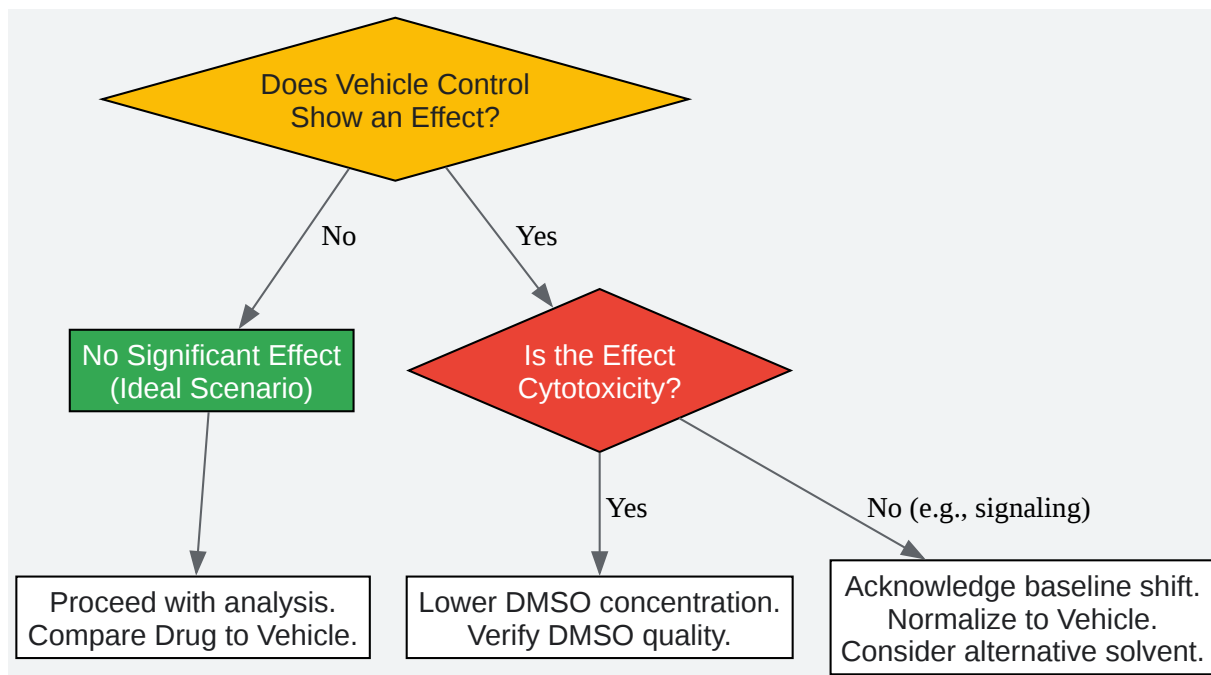 Does Vehicle Control
Show an Effect?
No
Yes
No Significant Effect
(Ideal Scenario)
Is the Effect
Cytotoxicity?
Yes
No (e.g., signaling)
Proceed with analysis.
Compare Drug to Vehicle.
Lower DMSO concentration.
Verify DMSO quality.
Acknowledge baseline shift.
Normalize to Vehicle.
Consider alternative solvent.